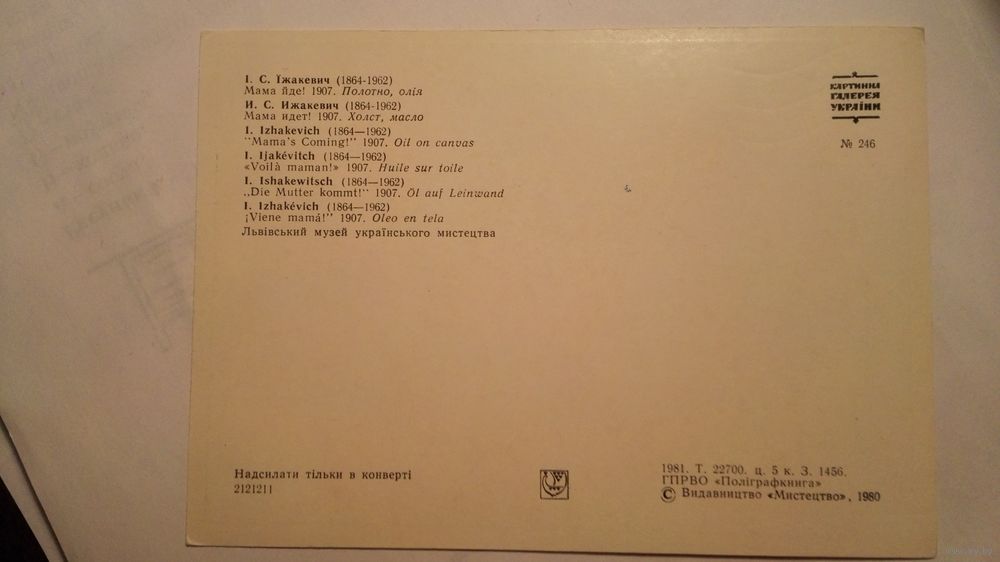 І. С. Їжакевич (1864-1962)
Мама йде! 1907. Полотно, олія
И. С. Ижакевич (1864-1962)
Мама идет! 1907. Холст, масло
I. Izhakevich (1864—1962)
"Mama's Coming!" 1907. Oil on canvas
I. Ijakévitch (1864—1962)
«Voilà maman!» 1907. Huile sur toile
I. Ishakewitsch (1864—1962)
„Die Mutter kommt!" 1907. Öl auf Leinwand
I. Izhakévich (1864—1962)
¡Viene mamá!" 1907. Oleo en tela
Львівський музей українського мистецтва
КАРТИННА
ГАЛЕРЕЯ
УКРАЇНИ
№ 246
Надсилати тільки в конверті
2121211
1981. Т. 22700. ц. 5 к. З. 1456.
ГПРВО «Поліграфкнига»
© Видавництво «Мистецтво», 1980